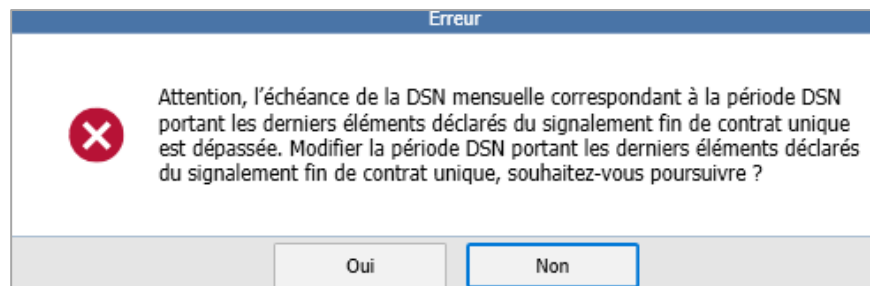 Erreur
Attention, l’échéance de la DSN mensuelle correspondant à la période DSN
portant les derniers éléments déclarés du signalement fin de contrat unique
est dépassée. Modifier la période DSN portant les derniers éléments déclarés
du signalement fin de contrat unique, souhaitez-vous poursuivre ?
Oui
Non